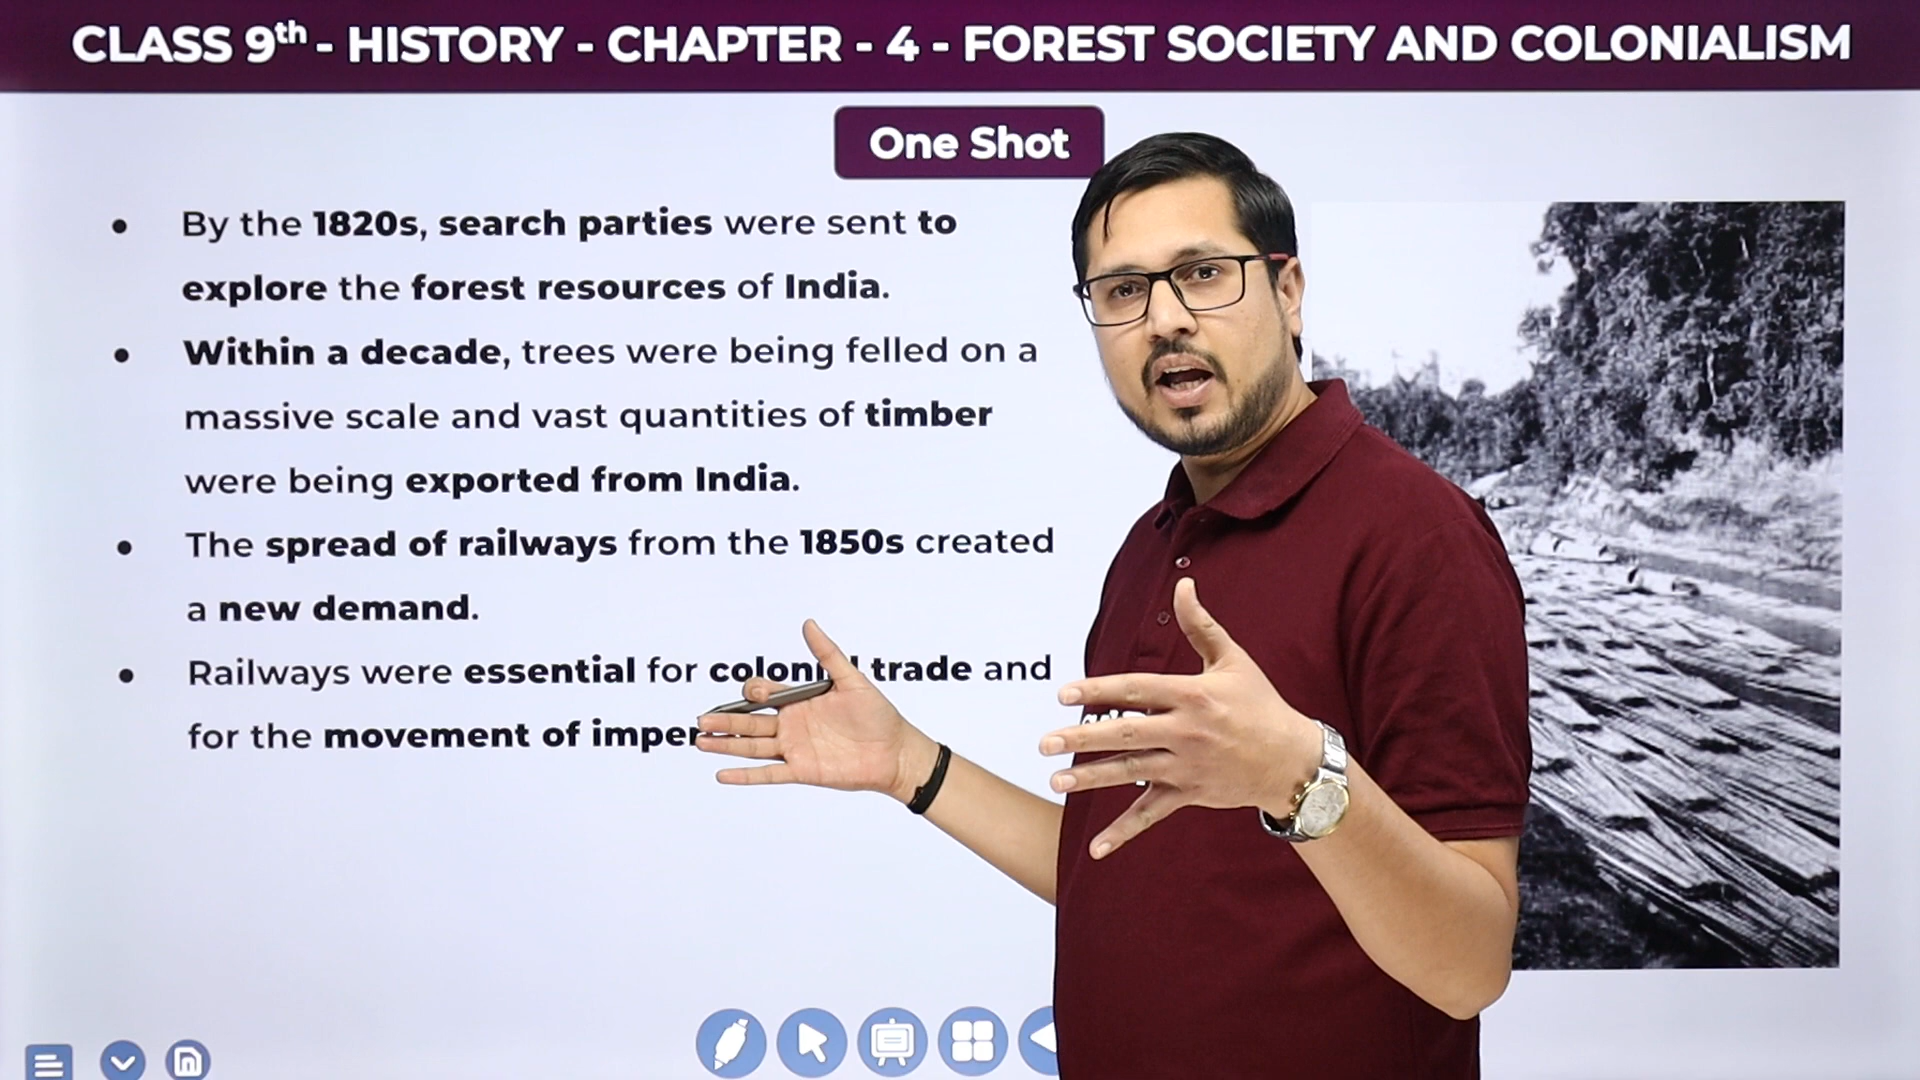 CLASS 9th - HISTORY - CHAPTER - 4 - FOREST SOCIETY AND COLONIALISM
One Shot
• By the 1820s, search parties were sent to
explore the forest resources of India.
• Within a decade, trees were being felled on a
massive scale and vast quantities of timber
were being exported from India.
• The spread of railways from the 1850s created
a new demand.
• Railways were essential for colonial trade and
for the movement of